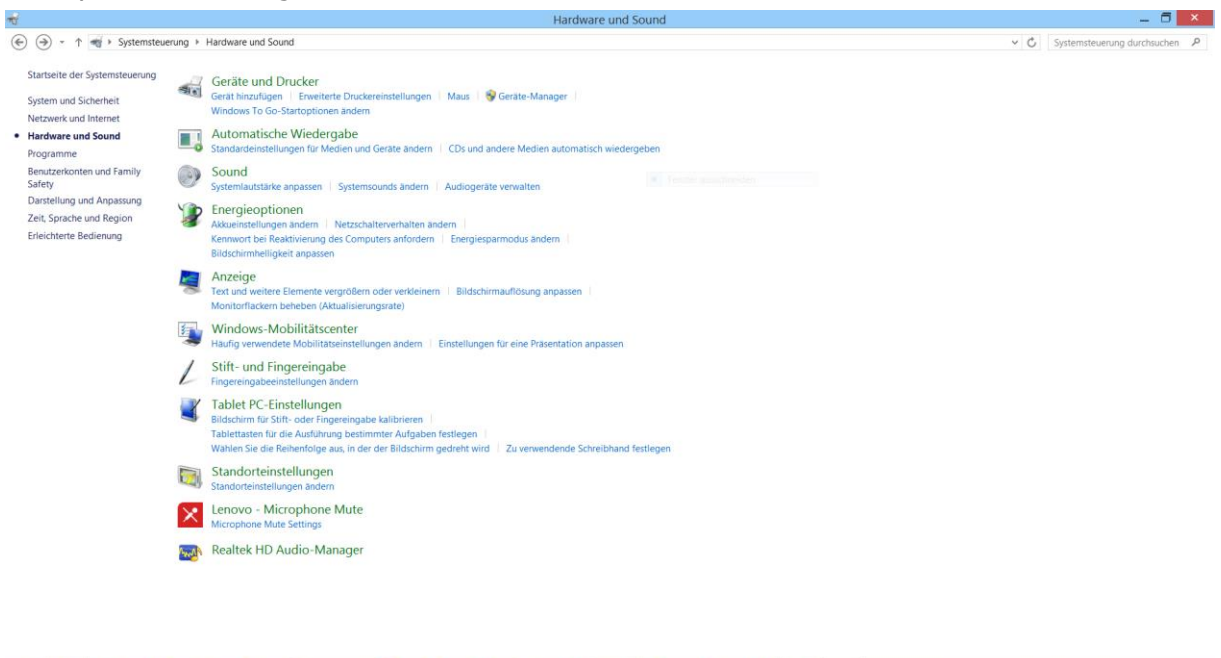 Hardware und Sound
Systemsteuerung Hardware und Sound
Systemsteuerung durchsuchen
Startseite der Systemsteuerung
System und Sicherheit
Netzwerk und Internet
Hardware und Sound
Programme
Benutzerkonten und Family
Safety
Darstellung und Anpassung
Zeit, Sprache und Region
Erleichterte Bedienung
Geräte und Drucker
Gerät hinzufügen Erweiterte Druckereinstellungen Maus Geräte-Manager
Windows To Go-Startoptionen ändern
Automatische Wiedergabe
Standardeinstellungen für Medien und Geräte ändern CDs und andere Medien automatisch wiedergeben
Sound
Systemlautstärke anpassen Systemsounds ändern Audiogeräte verwalten
Energieoptionen
Akkueinstellungen ändern Netzschalterverhalten ändern
Kennwort bei Reaktivierung des Computers anfordern Energiesparmodus ändern
Bildschirmhelligkeit anpassen
Anzeige
Text und weitere Elemente vergrößern oder verkleinern Bildschirmauflösung anpassen
Monitorflackern beheben (Aktualisierungsrate)
Windows-Mobilitätscenter
Häufig verwendete Mobilitätseinstellungen ändern Einstellungen für eine Präsentation anpassen
Stift- und Fingereingabe
Fingereingabeeinstellungen ändern
Tablet PC-Einstellungen
Bildschirm für Stift- oder Fingereingabe kalibrieren
Tablettasten für die Ausführung bestimmter Aufgaben festlegen
Wählen Sie die Reihenfolge aus, in der der Bildschirm gedreht wird Zu verwendende Schreibhand festlegen
Standorteinstellungen
Standorteinstellungen ändern
Lenovo - Microphone Mute
Microphone Mute Settings
Realtek HD Audio-Manager